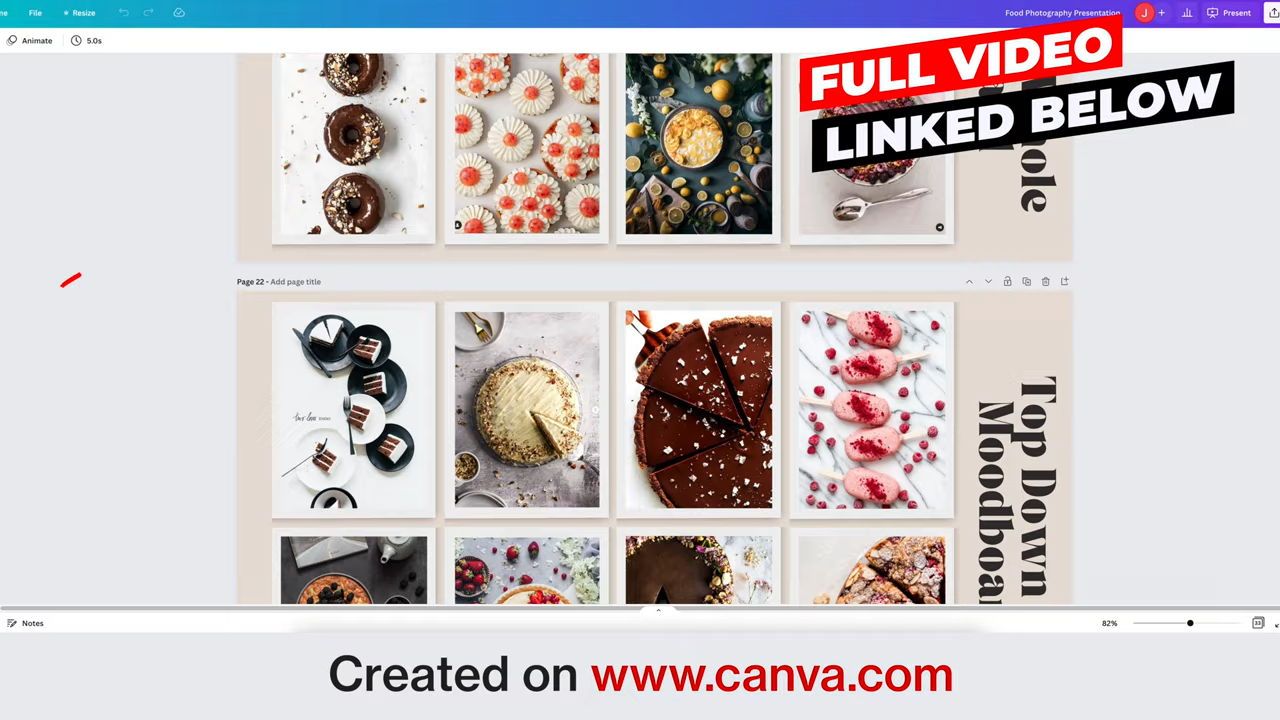 File
Resize
Food Photography Presentation
J
Present
Animate
5.0s
FULL VIDEO
LINKED BELOW
Page 22 - Add page title
Top Down
Notes
82%
33
Created on www.canva.com